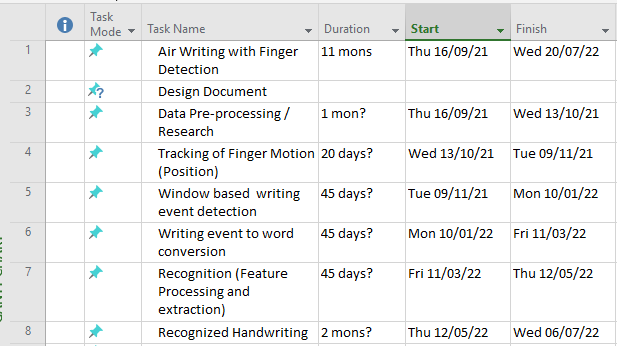 Task Mode Task Name Duration Start Finish
1 Air Writing with Finger Detection 11 mons Thu 16/09/21 Wed 20/07/22
2 Design Document
3 Data Pre-processing / Research 1 mon? Thu 16/09/21 Wed 13/10/21
4 Tracking of Finger Motion (Position) 20 days? Wed 13/10/21 Tue 09/11/21
5 Window based writing event detection 45 days? Tue 09/11/21 Mon 10/01/22
6 Writing event to word conversion 45 days? Mon 10/01/22 Fri 11/03/22
7 Recognition (Feature Processing and extraction) 45 days? Fri 11/03/22 Thu 12/05/22
8 Recognized Handwriting 2 mons? Thu 12/05/22 Wed 06/07/22